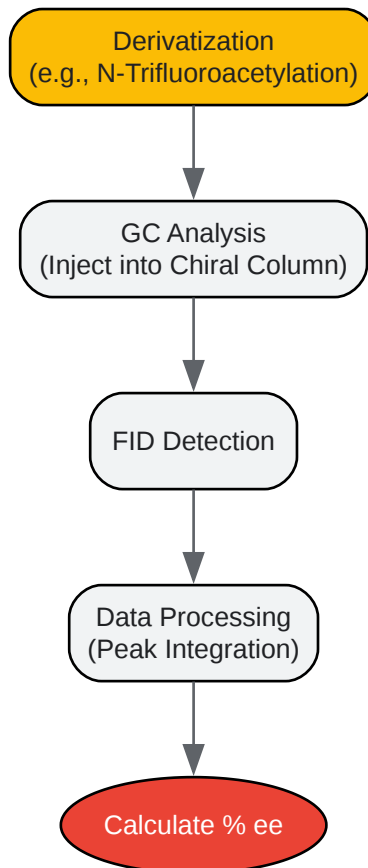 Derivatization
(e.g., N-Trifluoroacetylation)
GC Analysis
(Inject into Chiral Column)
FID Detection
Data Processing
(Peak Integration)
Calculate % ee